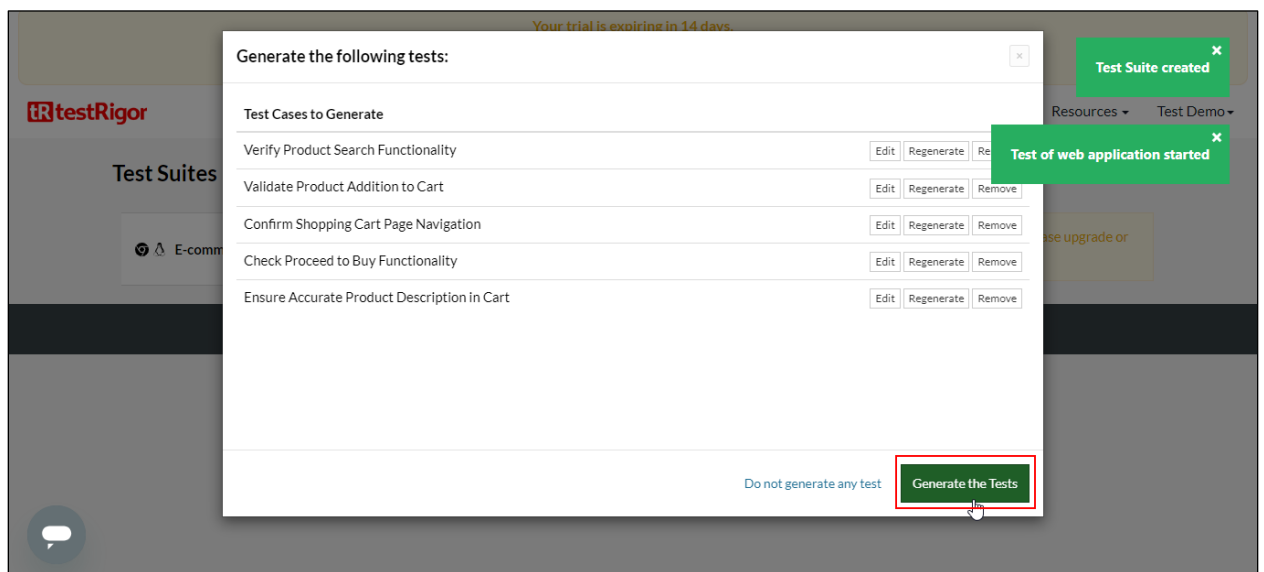 Your trial is expiring in 14 days.
Generate the following tests:
Test Suite created
testRigor
Test Cases to Generate
Resources
Test Demo
Verify Product Search Functionality
Edit
Regenerate
Test of web application started
Test Suites
Validate Product Addition to Cart
Edit
Regenerate
Remove
Confirm Shopping Cart Page Navigation
Edit
Regenerate
Remove
E-comm
upgrade or
Check Proceed to Buy Functionality
Edit
Regenerate
Remove
Ensure Accurate Product Description in Cart
Edit
Regenerate
Remove
Do not generate any test
Generate the Tests